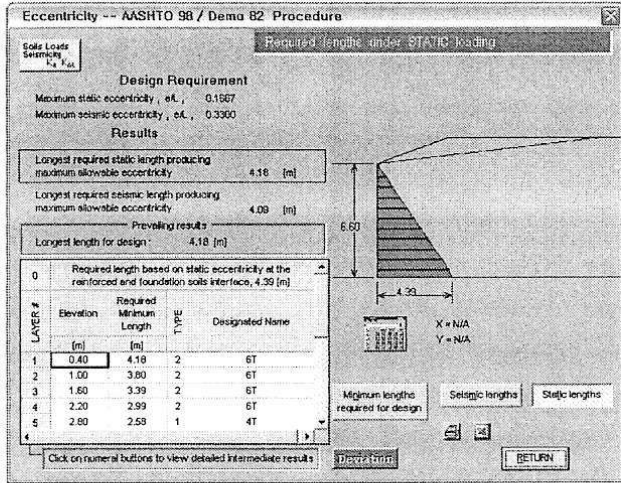 Eccentricity -- AASHTO 98 / Demo 82 Procedure
Soils Loads
Seismicity
Required lengths under STATIC loading
Design Requirement
Maximum static eccentricity , e/L , 0.1667
Maximum seismic eccentricity , e/L , 0.3300
Results
Longest required static length producing
maximum allowable eccentricity 4.18 [m]
Longest required seismic length producing
maximum allowable eccentricity 4.09 [m]
Prevailing results
Longest length for design : 4.18 [m]
0 Required length based on static eccentricity at the
reinforced and foundation soils interface, 4.39 [m]
LAYER # Elevation [m] Required Minimum Length [m] TYPE Designated Name
1 0.40 4.18 2 6T
2 1.00 3.80 2 6T
3 1.60 3.39 2 6T
4 2.20 2.99 2 6T
5 2.80 2.58 1 4T
Click on numeral buttons to view detailed intermediate results
6.60
4.39
X = N/A
Y = N/A
Minimum lengths
required for design
Seismic lengths
Static lengths
Deviation
RETURN